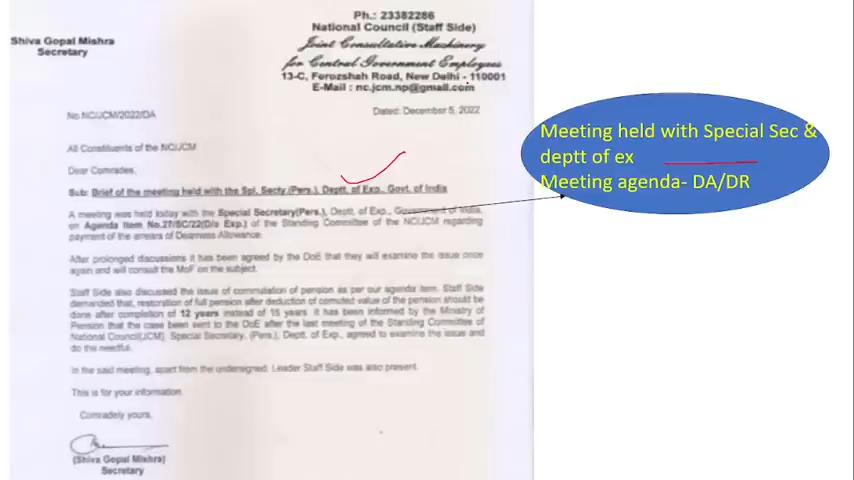 Ph.: 23382286
National Council (Staff Side)
Shiva Gopal Mishra
Secretary
Joint Consultative Machinery
for Central Government Employees
13-C, Ferozshah Road, New Delhi - 110001
E-Mail : nc.jcm.np@gmail.com
No.NC/JCM/2022/DA
Dated: December 5, 2022
All Constituents of the NC/JCM
Dear Comrades,
Sub: Brief of the meeting held with the Spl. Secty.(Pers.), Deptt. of Exp., Govt. of India
A meeting was held today with the Special Secretary(Pers.), Deptt. of Exp., Government of India,
on Agenda Item No.27/SC/22(D/o Exp.) of the Standing Committee of the NC/JCM regarding
payment of the arrears of Dearness Allowance.
After prolonged discussions it has been agreed by the DoE that they will examine the issue once
again and will consult the MoF on the subject.
Staff Side also discussed the issue of commutation of pension as per our agenda item. Staff Side
demanded that, restoration of full pension after deduction of comuted value of the pension should be
done after completion of 12 years instead of 15 years. It has been informed by the Ministry of
Pension that the case been sent to the DoE after the last meeting of the Standing Committee of
National Council(JCM). Special Secretary, (Pers.), Deptt. of Exp., agreed to examine the issue and
do the needful.
In the said meeting, apart from the undersigned, Leader Staff Side was also present.
This is for your information.
Comradely yours,
(Shiva Gopal Mishra)
Secretary
Meeting held with Special Sec &
deptt of ex
Meeting agenda- DA/DR